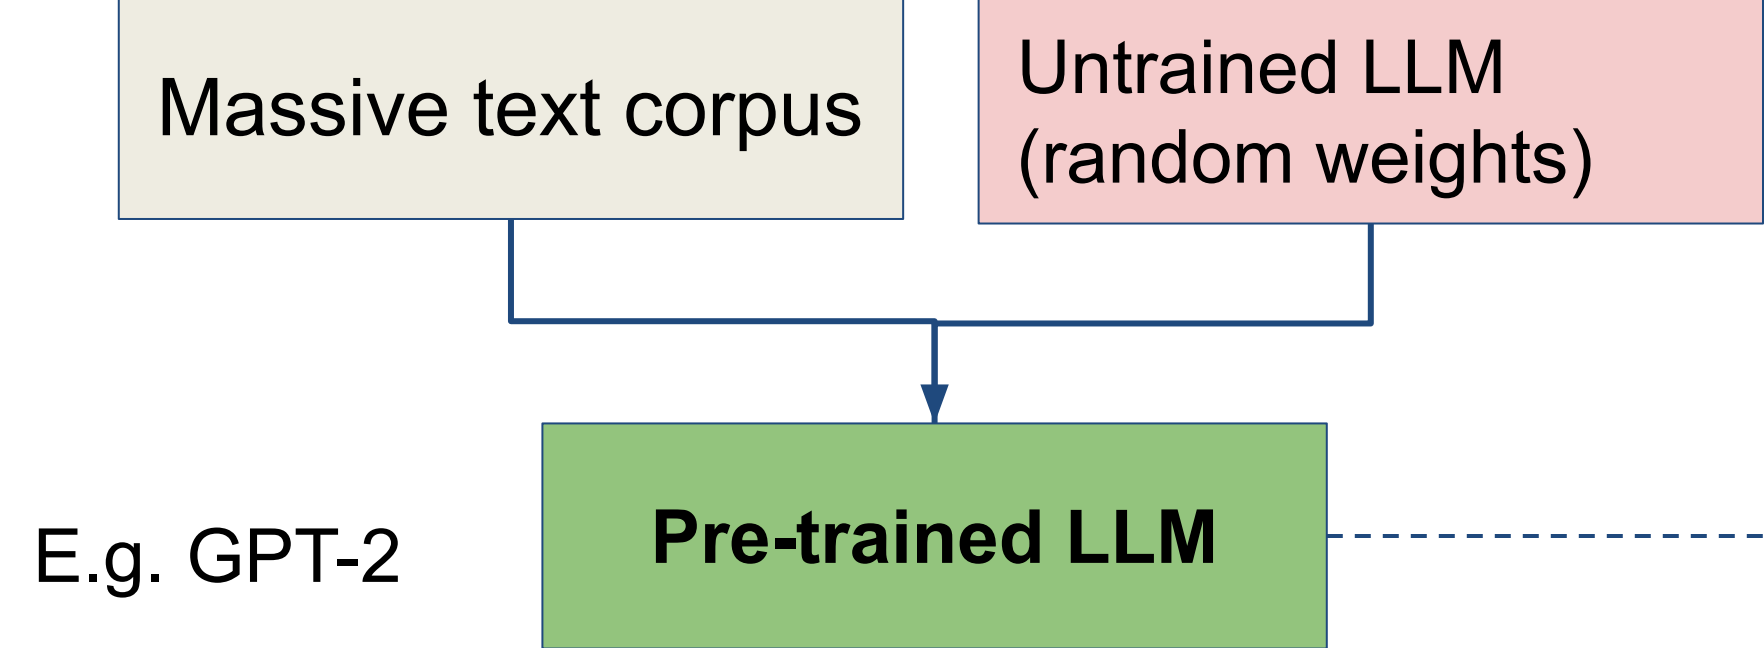 Massive text corpus
Untrained LLM
(random weights)
Pre-trained LLM
E.g. GPT-2